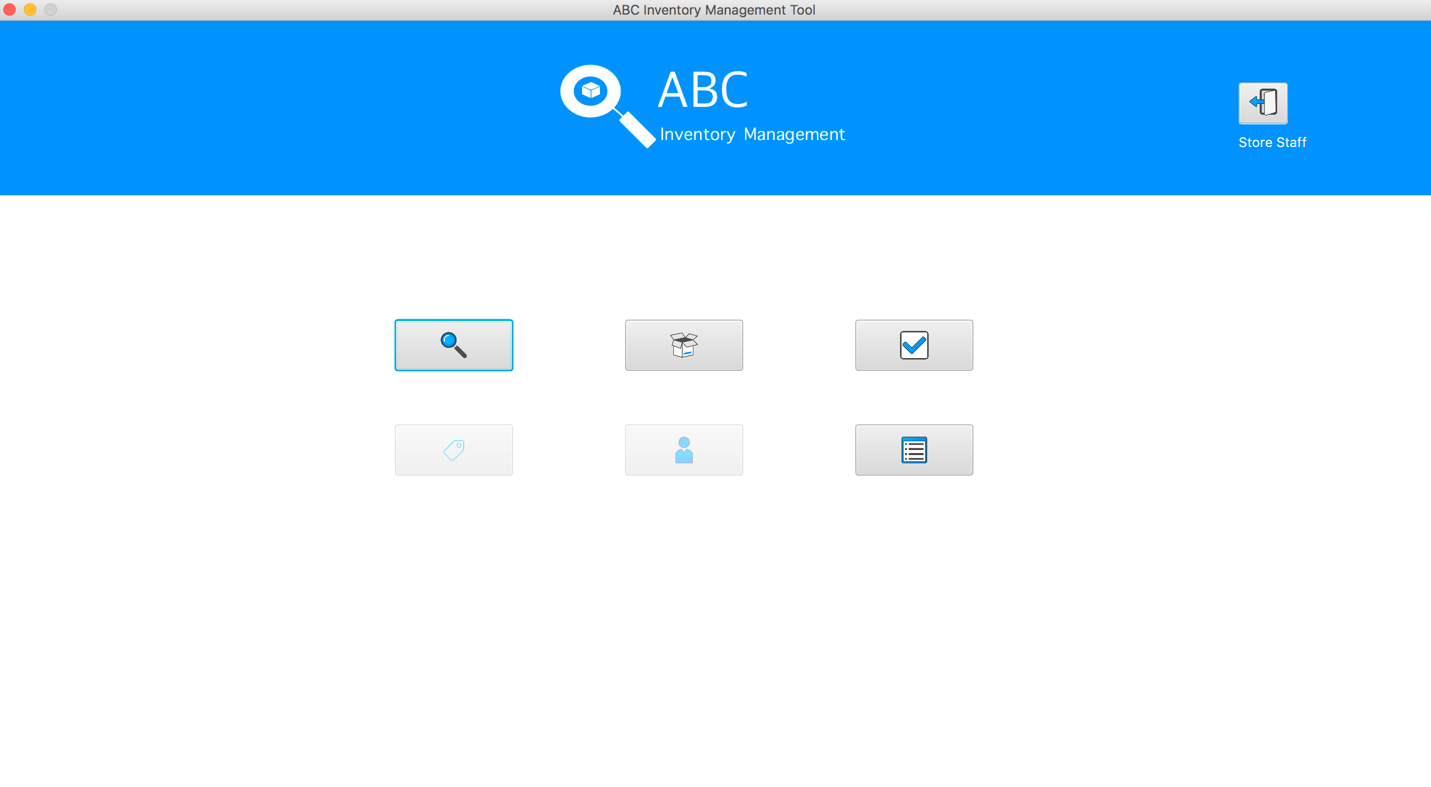 ABC Inventory Management Tool
ABC
Inventory Management
Store Staff